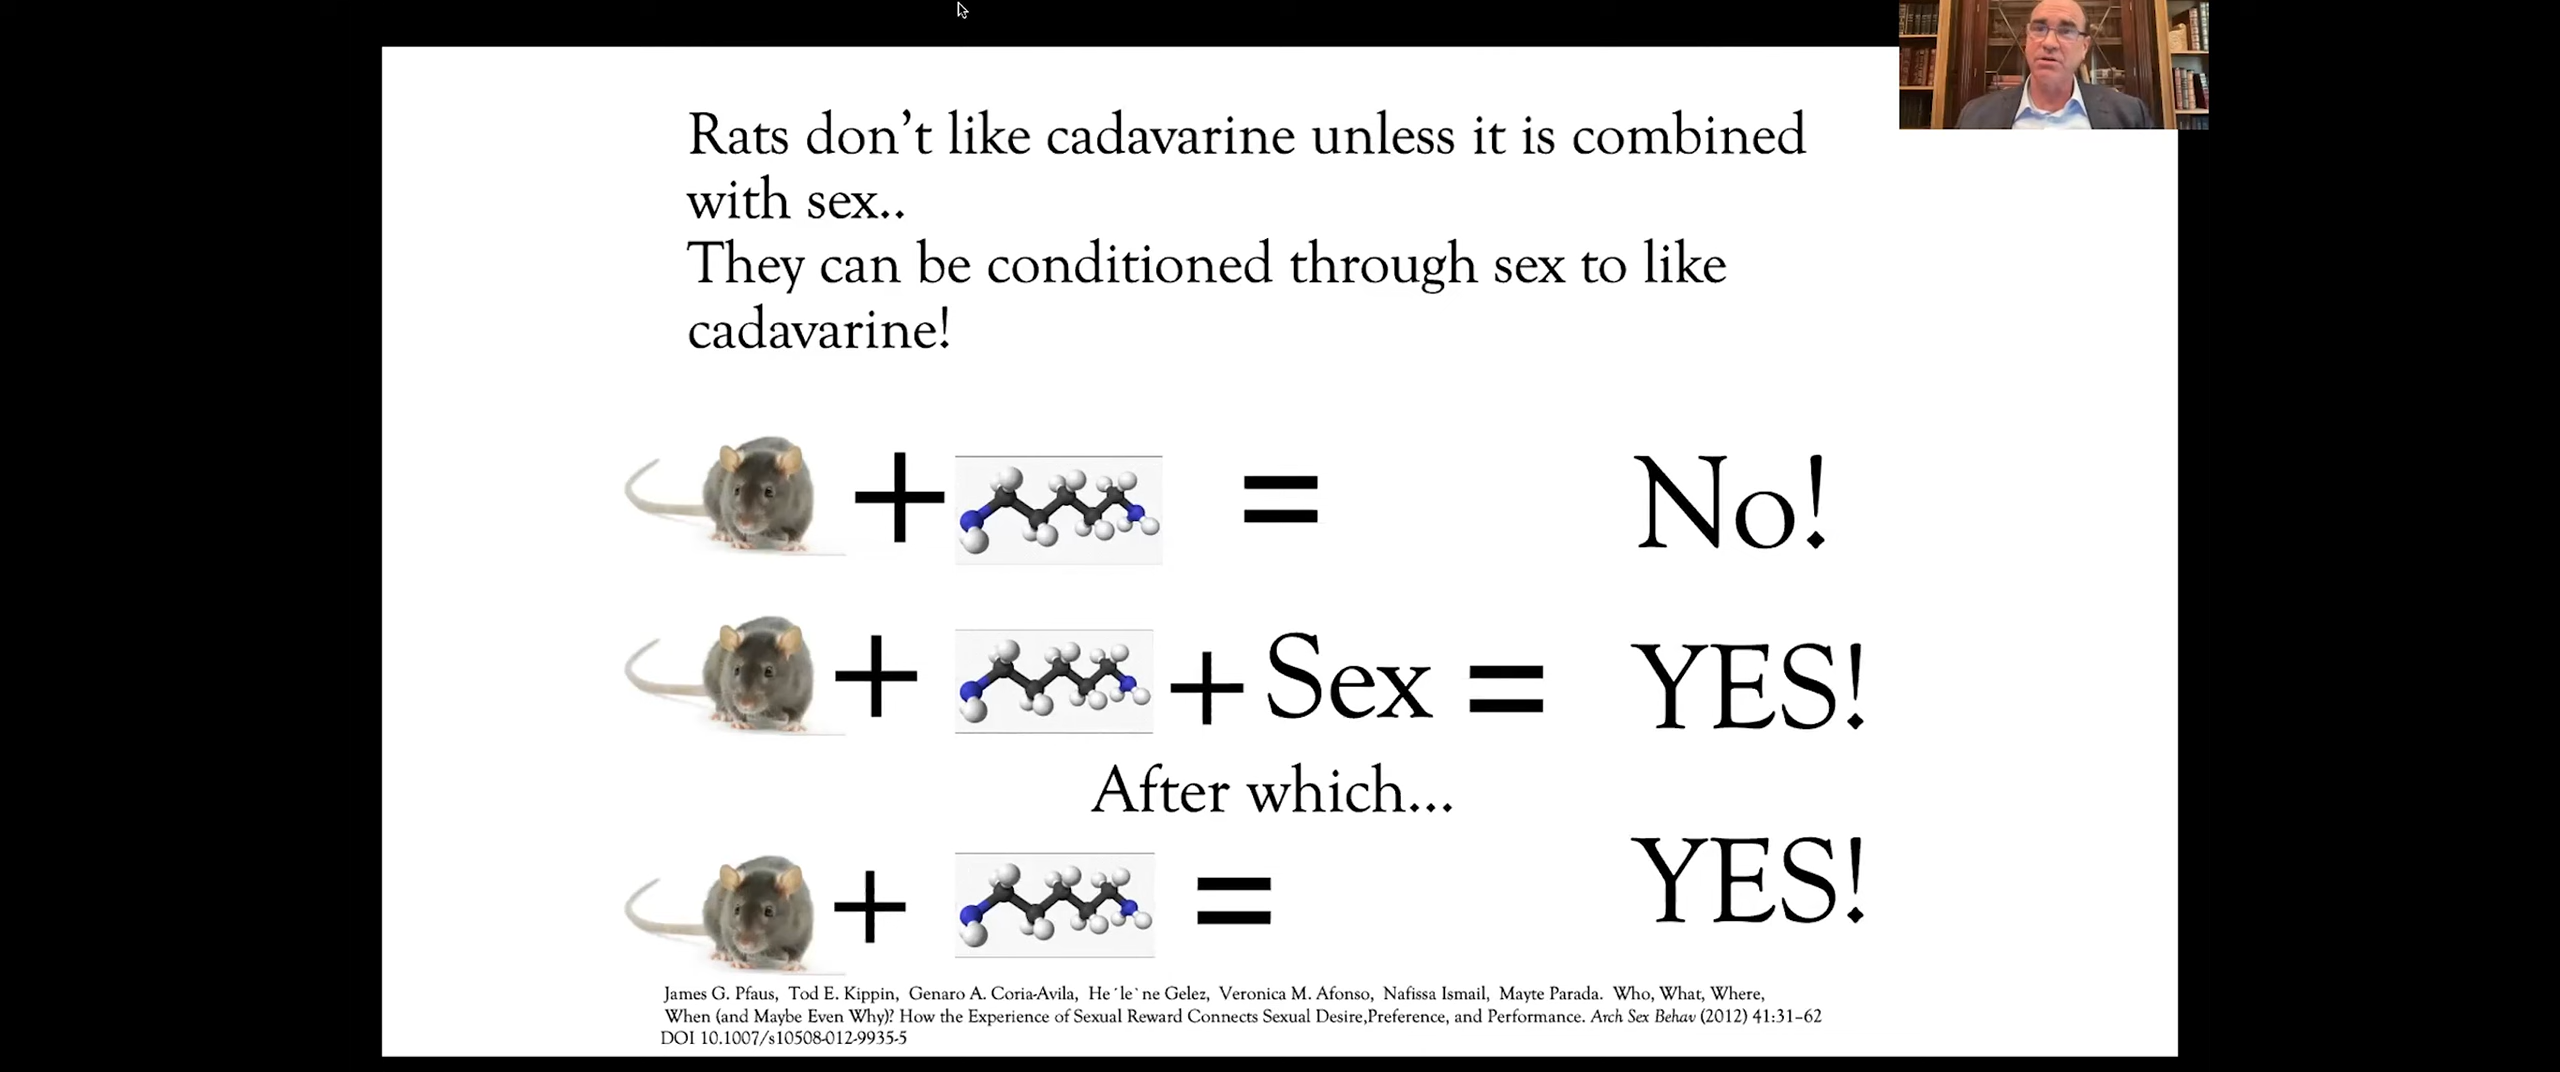 Rats don’t like cadavarine unless it is combined
with sex..
They can be conditioned through sex to like
cadavarine!
+ = No!
+ + Sex = YES!
After which...
+ = YES!
James G. Pfaus, Tod E. Kippin, Genaro A. Coria-Avila, He´le`ne Gelez, Veronica M. Afonso, Nafissa Ismail, Mayte Parada. Who, What, Where,
When (and Maybe Even Why)? How the Experience of Sexual Reward Connects Sexual Desire,Preference, and Performance. Arch Sex Behav (2012) 41:31–62
DOI 10.1007/s10508-012-9935-5